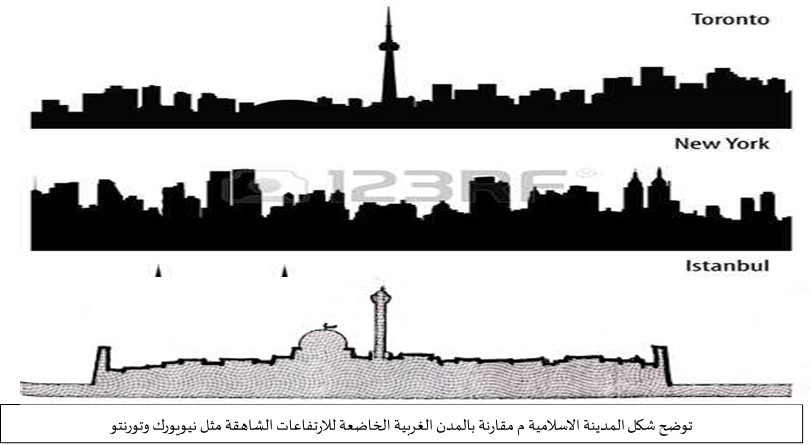 Toronto
New York
123RF
Istanbul
توضح شكل المدينة الاسلامية م مقارنة بالمدن الغربية الخاضعة للارتفاعات الشاهقة مثل نيويورك وتورنتو